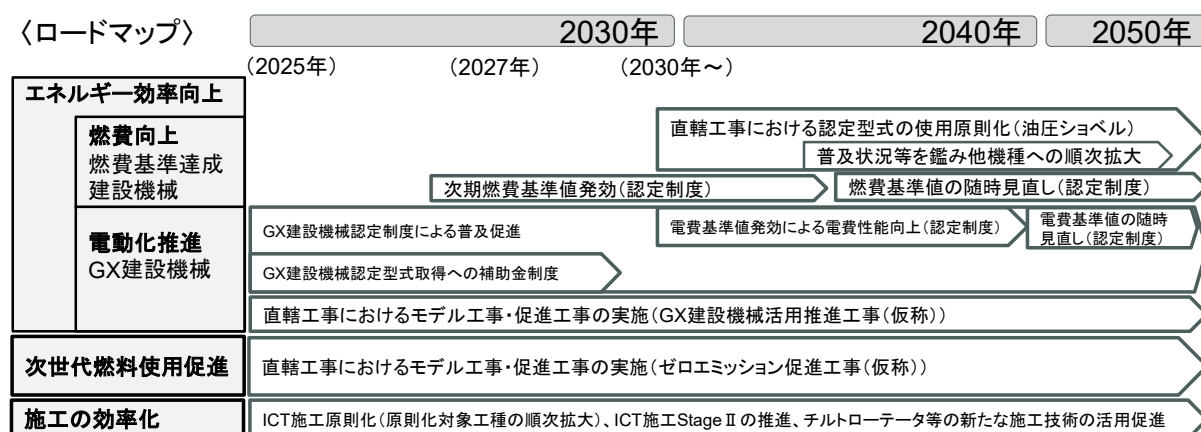 〈ロードマップ〉
2030年
2040年
2050年
(2025年)
(2027年)
(2030年～)
エネルギー効率向上
燃費向上
燃費基準達成
建設機械
直轄工事における認定型式の使用原則化(油圧ショベル)
普及状況等を鑑み他機種への順次拡大
次期燃費基準値発効(認定制度)
燃費基準値の随時見直し(認定制度)
電動化推進
GX建設機械
GX建設機械認定制度による普及促進
電費基準値発効による電費性能向上(認定制度)
電費基準値の随時
見直し(認定制度)
GX建設機械認定型式取得への補助金制度
直轄工事におけるモデル工事・促進工事の実施(GX建設機械活用推進工事(仮称))
次世代燃料使用促進
直轄工事におけるモデル工事・促進工事の実施(ゼロエミッション促進工事(仮称))
施工の効率化
ICT施工原則化(原則化対象工種の順次拡大)、ICT施工StageⅡの推進、チルトローテータ等の新たな施工技術の活用促進